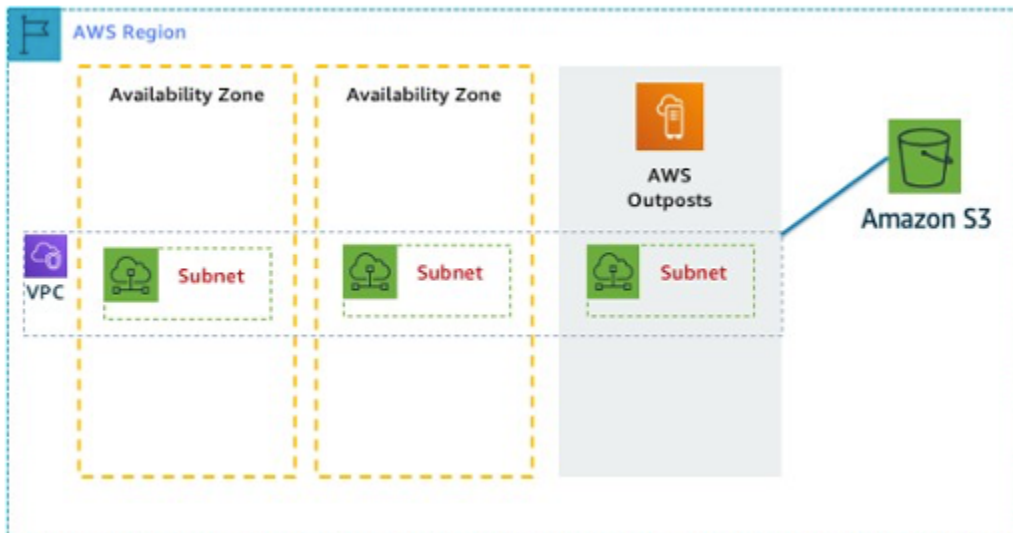 AWS Region
Availability Zone
Availability Zone
AWS
Outposts
Amazon S3
VPC
Subnet
Subnet
Subnet